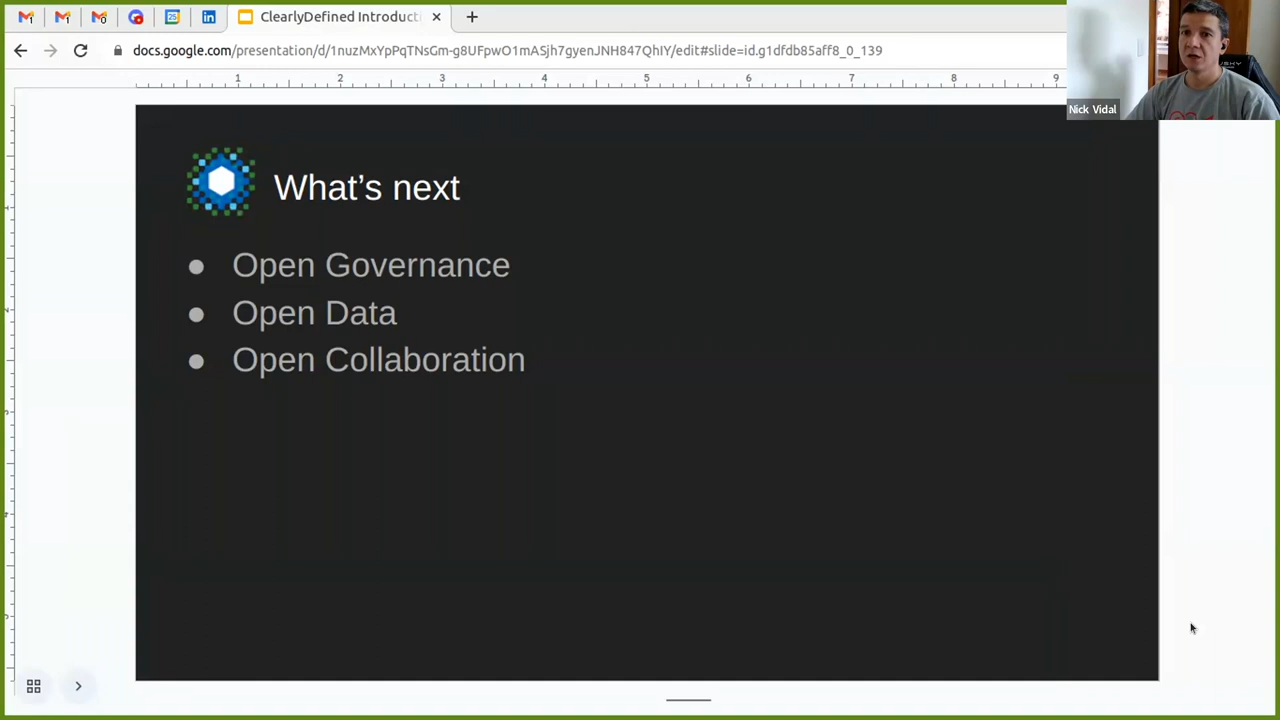 ClearlyDefined Introducti
docs.google.com/presentation/d/1nuzMxYpPqTNsGm-g8UFpwO1mASjh7gyenJNH847QhIY/edit#slide=id.g1dfdb85aff8_0_139
Nick Vidal
1 2 3 4 5 6 7 8 9
What's next
● Open Governance
● Open Data
● Open Collaboration